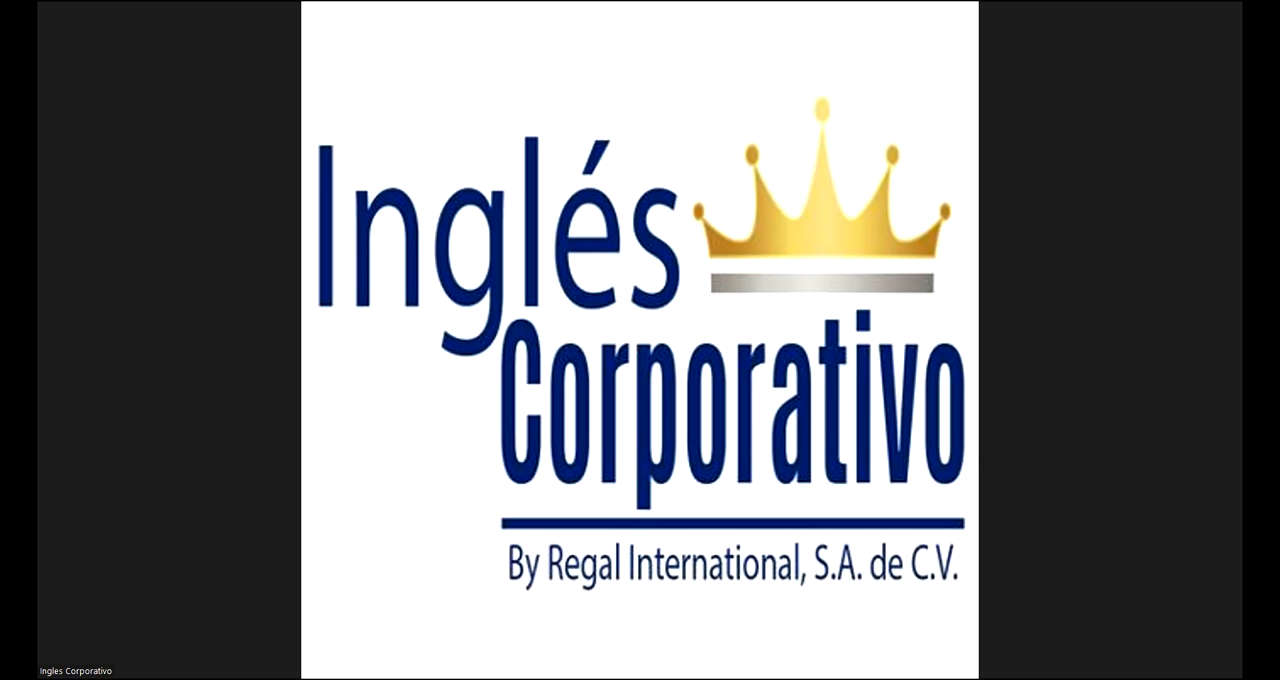 Inglés
Corporativo
By Regal International, S.A. de C.V.
Ingles Corporativo